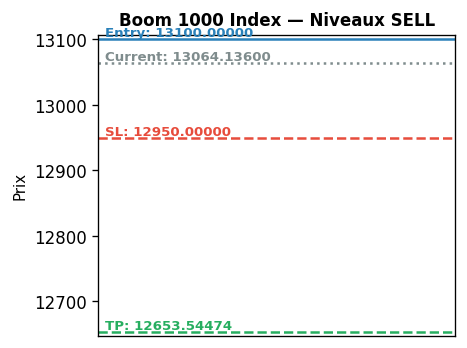 Boom 1000 Index — Niveaux SELL
13100
Entry: 13100.00000
Current: 13064.13600
13000
SL: 12950.00000
12900
Prix
12800
12700
TP: 12653.54474